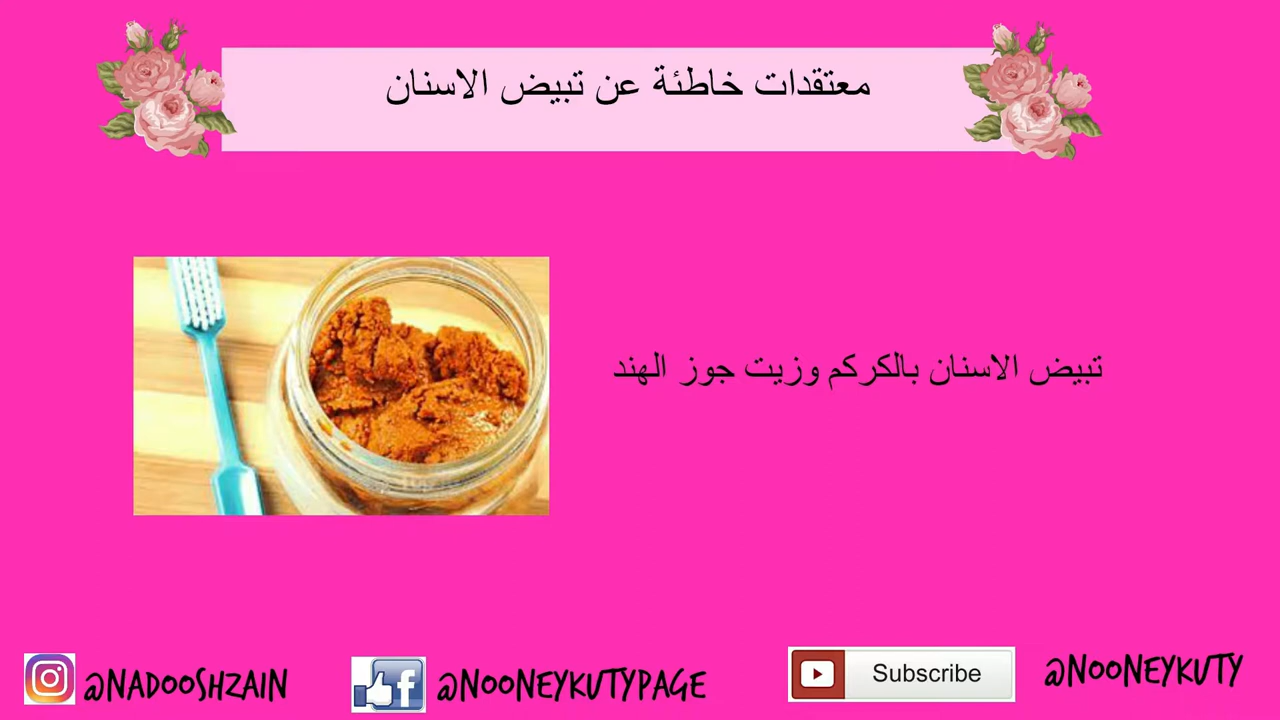 معتقدات خاطئة عن تبيض الاسنان
تبيض الاسنان بالكركم وزيت جوز الهند
@NADOOSHZAIN
@NOONEYKUTYPAGE
Subscribe
@NOONEYKUTY